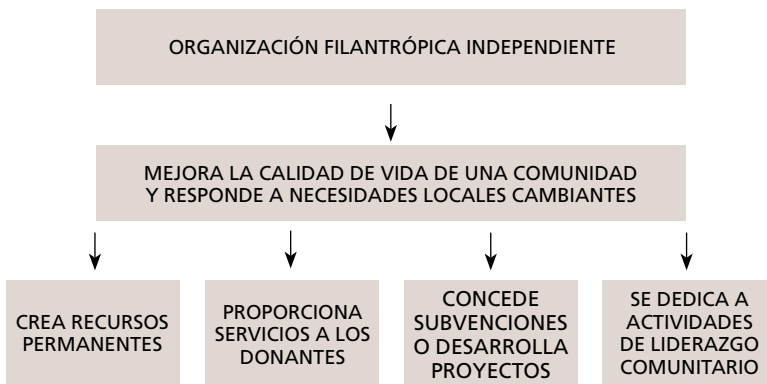 ORGANIZACIÓN FILANTRÓPICA INDEPENDIENTE
MEJORA LA CALIDAD DE VIDA DE UNA COMUNIDAD
Y RESPONDE A NECESIDADES LOCALES CAMBIANTES
CREA RECURSOS
PERMANENTES
PROPORCIONA
SERVICIOS A LOS
DONANTES
CONCEDE
SUBVENCIONES
O DESARROLLA
PROYECTOS
SE DEDICA A
ACTIVIDADES
DE LIDERAZGO
COMUNITARIO